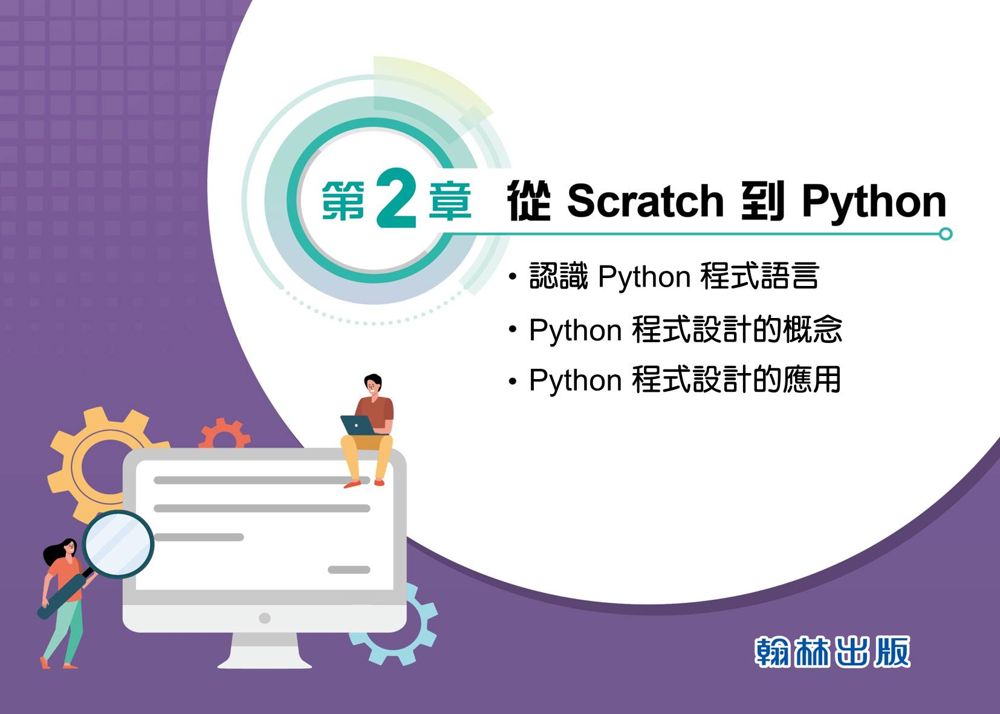 第2章 從 Scratch 到 Python
• 認識 Python 程式語言
• Python 程式設計的概念
• Python 程式設計的應用
翰林出版